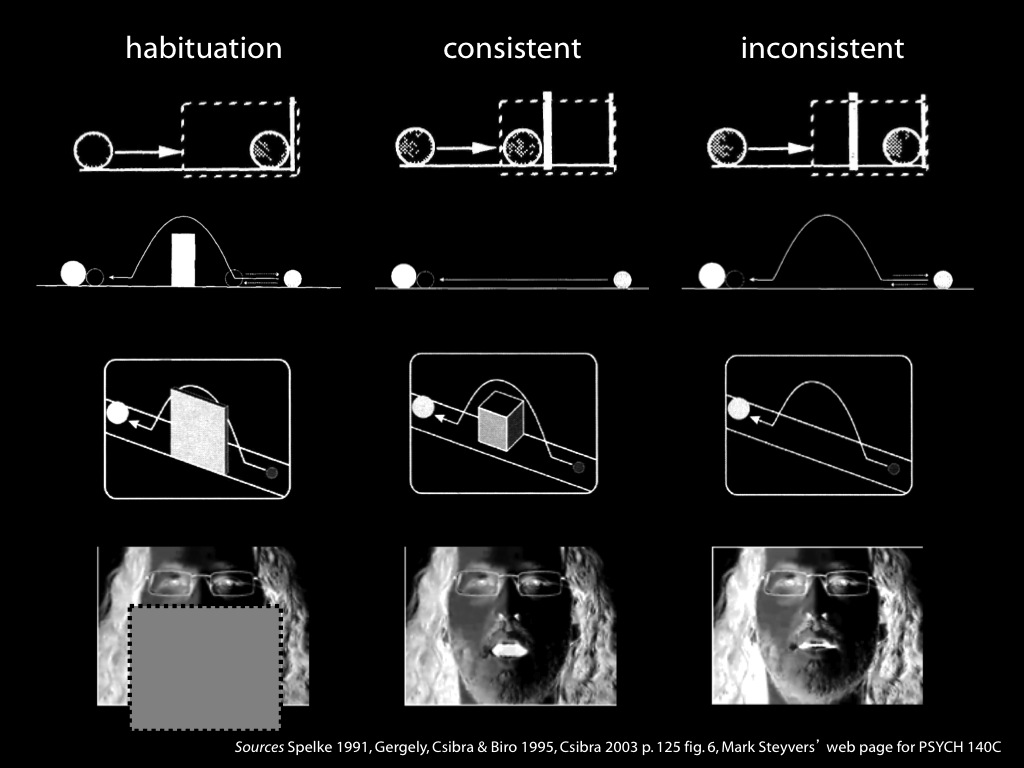 habituation consistent inconsistent
Sources Spelke 1991, Gergely, Csibra & Biro 1995, Csibra 2003 p. 125 fig. 6, Mark Steyvers’ web page for PSYCH 140C